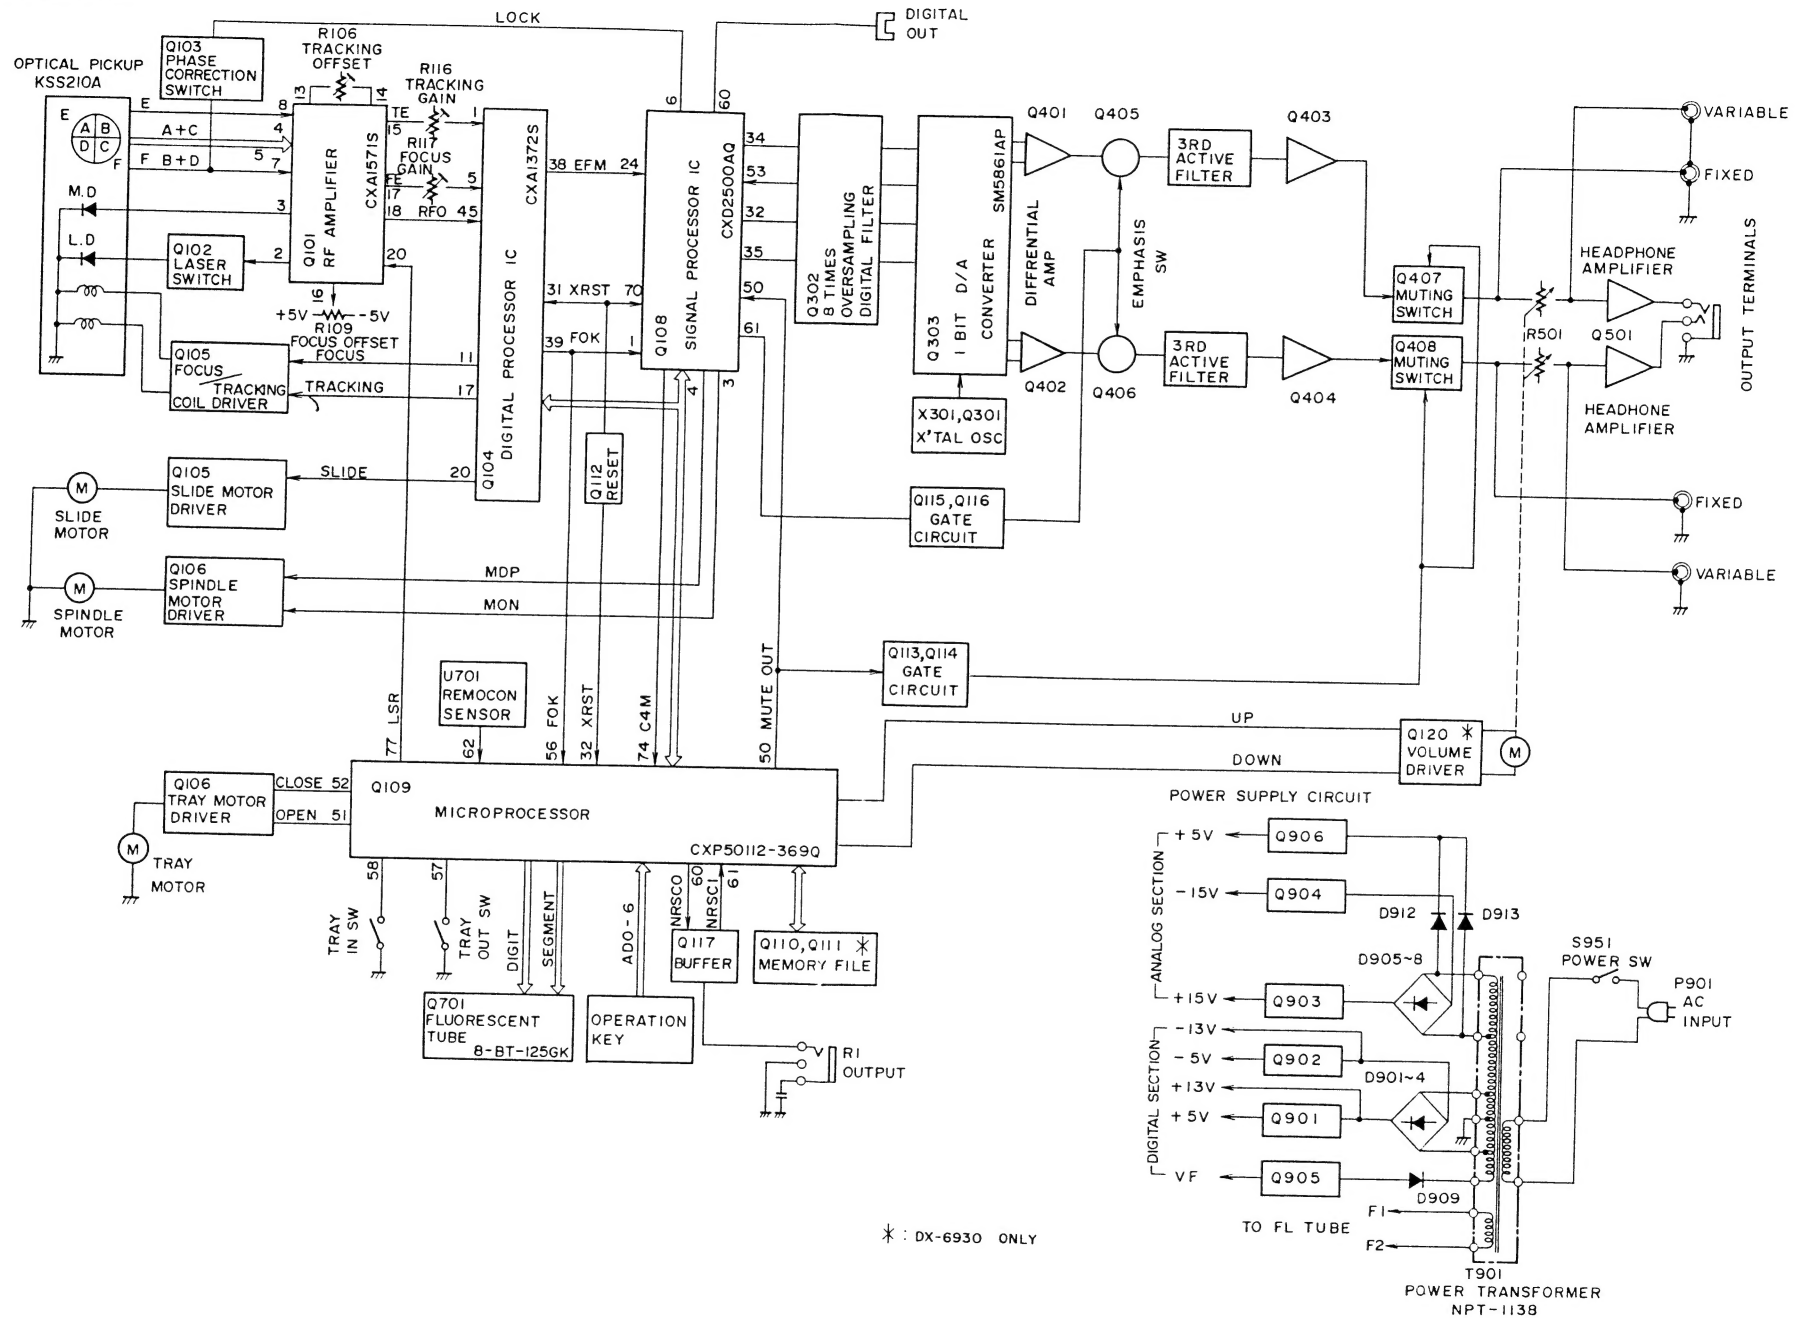 LOCK
DIGITAL
OUT
OPTICAL PICKUP
KSS210A
Q103
PHASE
CORRECTION
SWITCH
R106
TRACKING
OFFSET
13
14
R116
TRACKING
GAIN
E
E
8
A+C
4
5
F
F B+D
7
A
B
D
C
M.D
3
L.D
2
Q102
LASER
SWITCH
Q101
RF AMPLIFIER
CXA1571S
TE
15
1
R117
FOCUS
GAIN
FE
17
5
18
RFO
45
20
16
+5V
-5V
R109
FOCUS OFFSET
FOCUS
11
TRACKING
17
Q105
FOCUS
TRACKING
COIL DRIVER
Q104
DIGITAL PROCESSOR IC
CXA1372S
38 EFM 24
31 XRST 70
39 FOK
1
6
60
Q108
SIGNAL PROCESSOR IC
CXD2500AQ
34
53
32
35
50
61
4
3
Q302
8 TIMES
OVERSAMPLING
DIGITAL FILTER
Q303
1 BIT D/A
CONVERTER
SM5861AP
X301,Q301
X'TAL OSC
Q401
Q405
DIFFRENTIAL
AMP
EMPHASIS
SW
Q402
Q406
3RD
ACTIVE
FILTER
3RD
ACTIVE
FILTER
Q403
Q404
Q407
MUTING
SWITCH
Q408
MUTING
SWITCH
VARIABLE
FIXED
HEADPHONE
AMPLIFIER
R501
Q501
HEADHONE
AMPLIFIER
OUTPUT TERMINALS
FIXED
VARIABLE
Q105
SLIDE MOTOR
DRIVER
SLIDE
20
M
SLIDE
MOTOR
Q112
RESET
Q115,Q116
GATE
CIRCUIT
Q106
SPINDLE
MOTOR
DRIVER
MDP
MON
M
SPINDLE
MOTOR
Q113,Q114
GATE
CIRCUIT
U701
REMOCON
SENSOR
77 LSR
62
56 FOK
32 XRST
74 C4M
50 MUTE OUT
UP
DOWN
Q120 *
VOLUME
DRIVER
M
Q106
TRAY MOTOR
DRIVER
CLOSE 52
OPEN 51
M
TRAY
MOTOR
Q109
MICROPROCESSOR
CXP50112-369Q
58
TRAY
IN SW
57
TRAY
OUT SW
DIGIT
SEGMENT
ADO-6
NRSCO
60
NRSCI
61
Q117
BUFFER
Q110,Q111 *
MEMORY FILE
Q701
FLUORESCENT
TUBE
8-BT-125GK
OPERATION
KEY
R1
OUTPUT
POWER SUPPLY CIRCUIT
ANALOG SECTION
+5V
Q906
-15V
Q904
+15V
Q903
D912
D913
D905~8
DIGITAL SECTION
-13V
-5V
Q902
+13V
+5V
Q901
D901~4
VF
Q905
D909
TO FL TUBE
F1
F2
S951
POWER SW
P901
AC
INPUT
T901
POWER TRANSFORMER
NPT-1138
* : DX-6930 ONLY